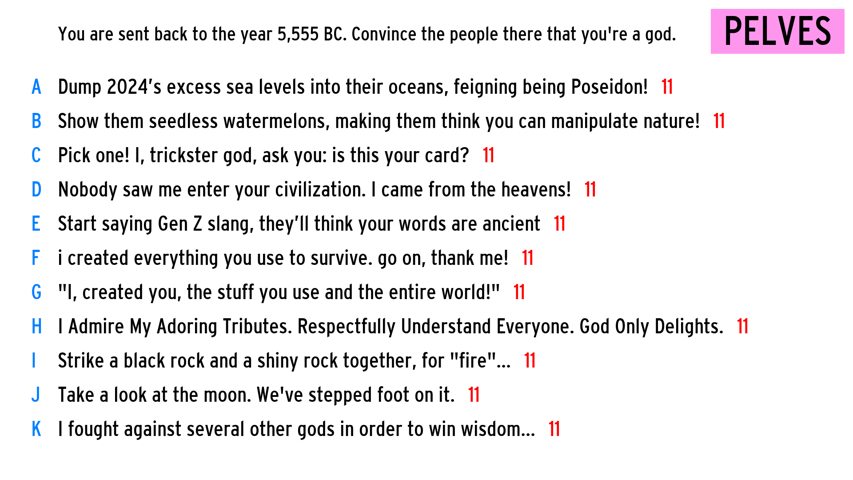 You are sent back to the year 5,555 BC. Convince the people there that you're a god.
PELVES
A Dump 2024’s excess sea levels into their oceans, feigning being Poseidon! 11
B Show them seedless watermelons, making them think you can manipulate nature! 11
C Pick one! I, trickster god, ask you: is this your card? 11
D Nobody saw me enter your civilization. I came from the heavens! 11
E Start saying Gen Z slang, they’ll think your words are ancient 11
F i created everything you use to survive. go on, thank me! 11
G "I, created you, the stuff you use and the entire world!" 11
H I Admire My Adoring Tributes. Respectfully Understand Everyone. God Only Delights. 11
I Strike a black rock and a shiny rock together, for "fire"... 11
J Take a look at the moon. We've stepped foot on it. 11
K I fought against several other gods in order to win wisdom... 11